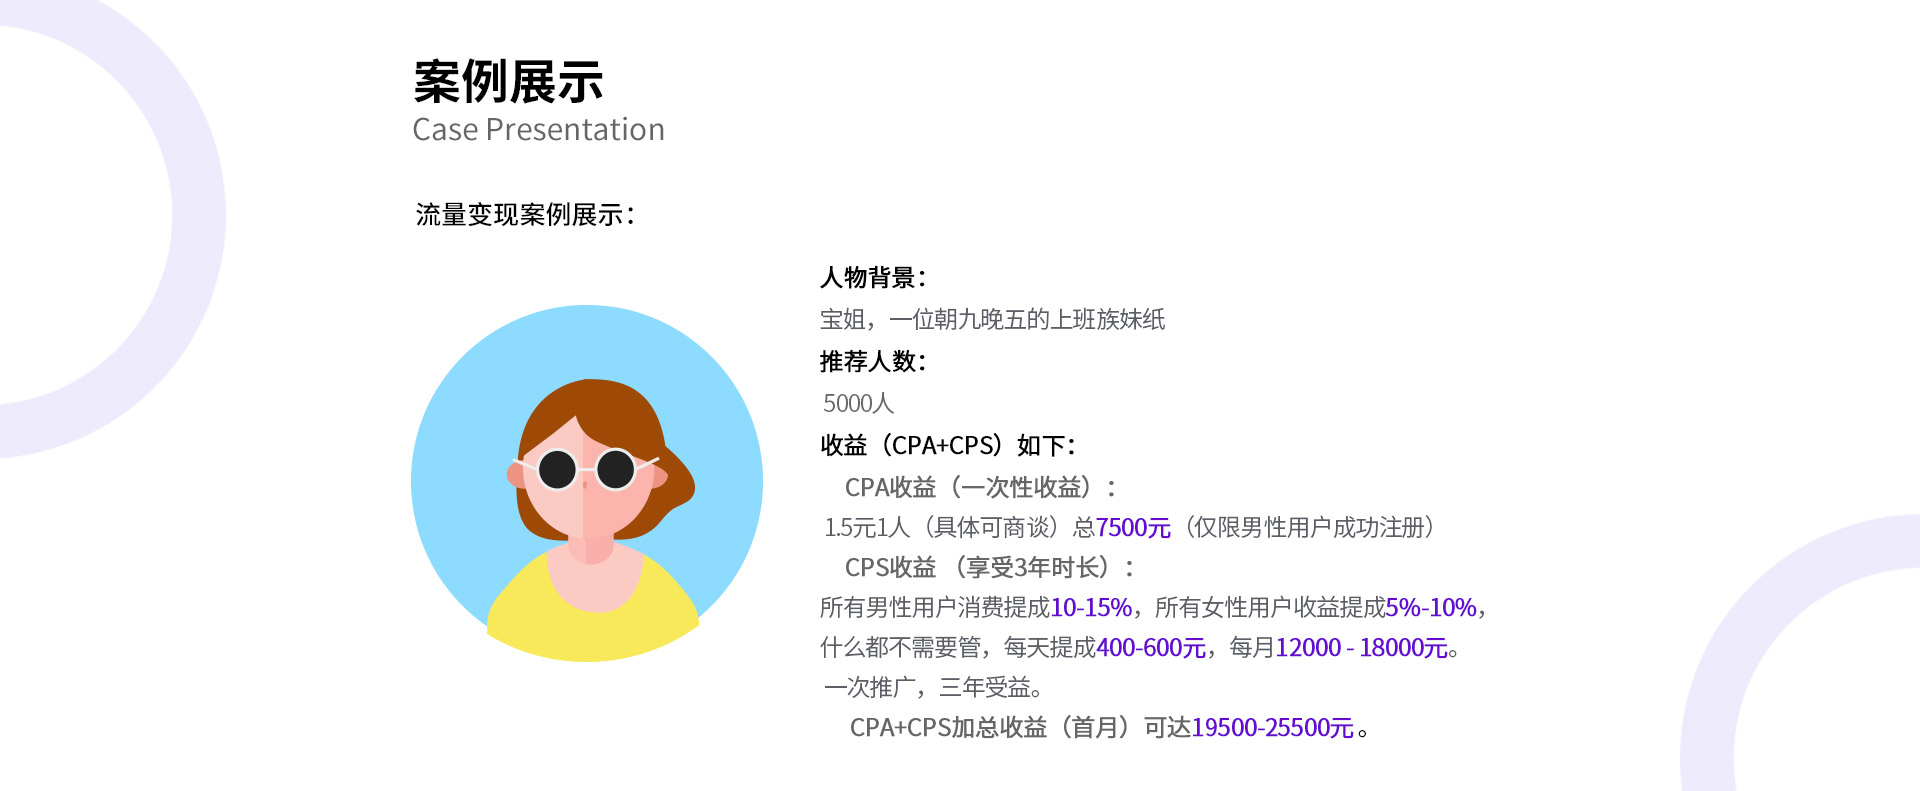 案例展示
Case Presentation
流量变现案例展示：
人物背景：
宝姐，一位朝九晚五的上班族妹纸
推荐人数：
5000人
收益（CPA+CPS）如下：
CPA收益（一次性收益）：
1.5元1人（具体可商谈）总7500元（仅限男性用户成功注册）
CPS收益 （享受3年时长）：
所有男性用户消费提成10-15%，所有女性用户收益提成5%-10%，
什么都不需要管，每天提成400-600元，每月12000 - 18000元。
一次推广，三年受益。
CPA+CPS加总收益（首月）可达19500-25500元 。